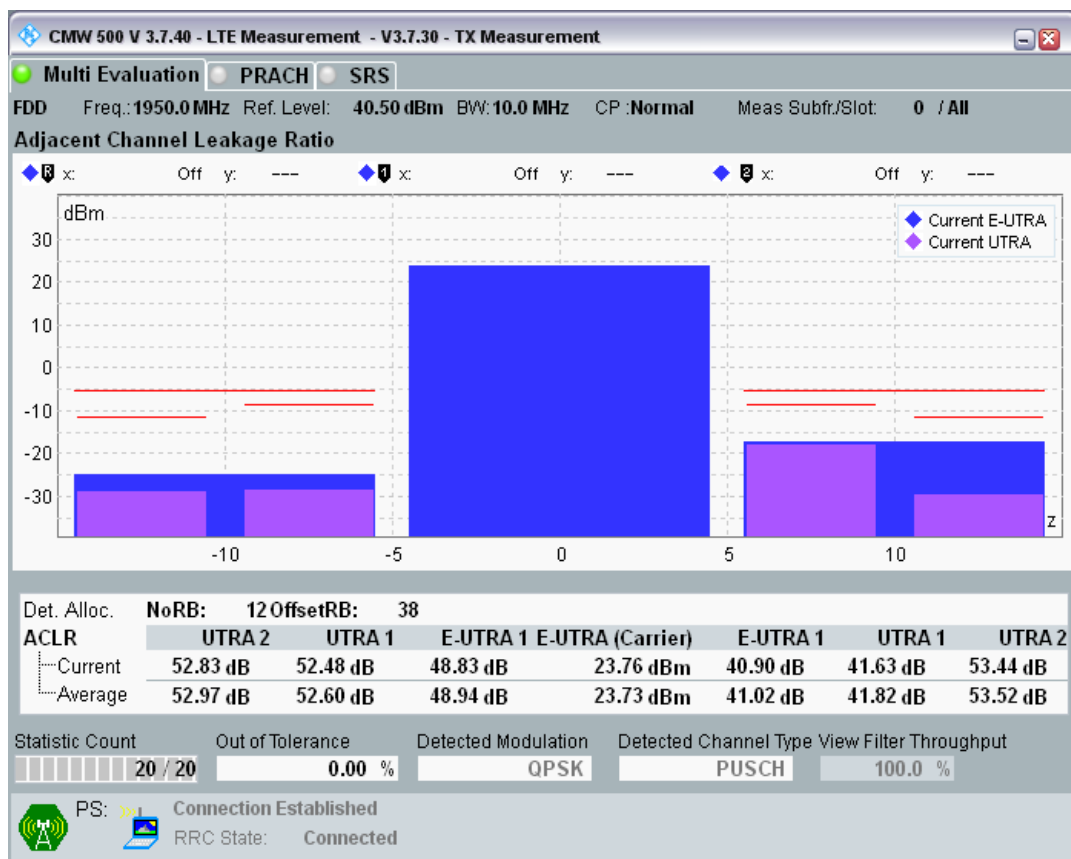 CMW 500 V 3.7.40 - LTE Measurement - V3.7.30 - TX Measurement
Multi Evaluation PRACH SRS
FDD Freq.: 1950.0 MHz Ref. Level: 40.50 dBm BW: 10.0 MHz CP :Normal Meas Subfr./Slot: 0 / All
Adjacent Channel Leakage Ratio
R x: Off y: --- 1 x: Off y: --- 2 x: Off y: ---
dBm
Current E-UTRA
Current UTRA
30
20
10
0
-10
-20
-30
z
-10 -5 0 5 10
Det. Alloc. NoRB: 12 OffsetRB: 38
ACLR UTRA 2 UTRA 1 E-UTRA 1 E-UTRA (Carrier) E-UTRA 1 UTRA 1 UTRA 2
Current 52.83 dB 52.48 dB 48.83 dB 23.76 dBm 40.90 dB 41.63 dB 53.44 dB
Average 52.97 dB 52.60 dB 48.94 dB 23.73 dBm 41.02 dB 41.82 dB 53.52 dB
Statistic Count Out of Tolerance Detected Modulation Detected Channel Type View Filter Throughput
20 / 20 0.00 % QPSK PUSCH 100.0 %
PS: Connection Established
RRC State: Connected